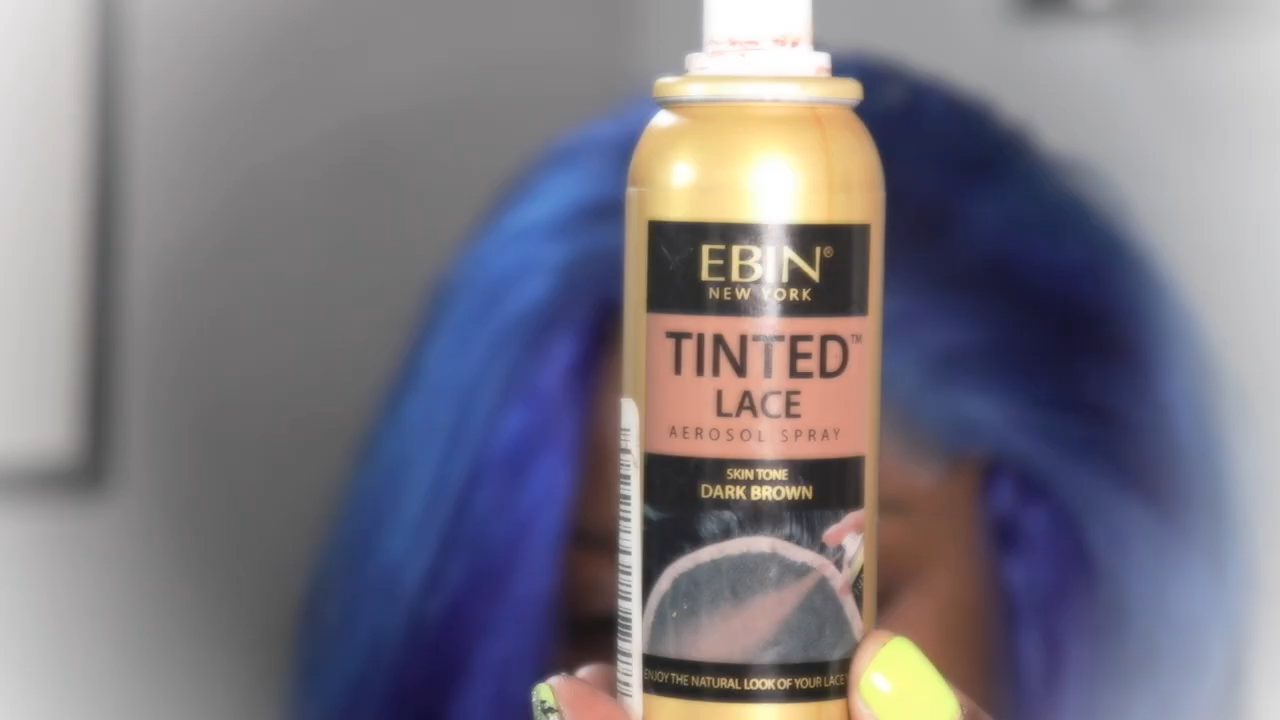 EBIN®
NEW YORK
TINTED™
LACE
AEROSOL SPRAY
SKIN TONE
DARK BROWN
ENJOY THE NATURAL LOOK OF YOUR LACE